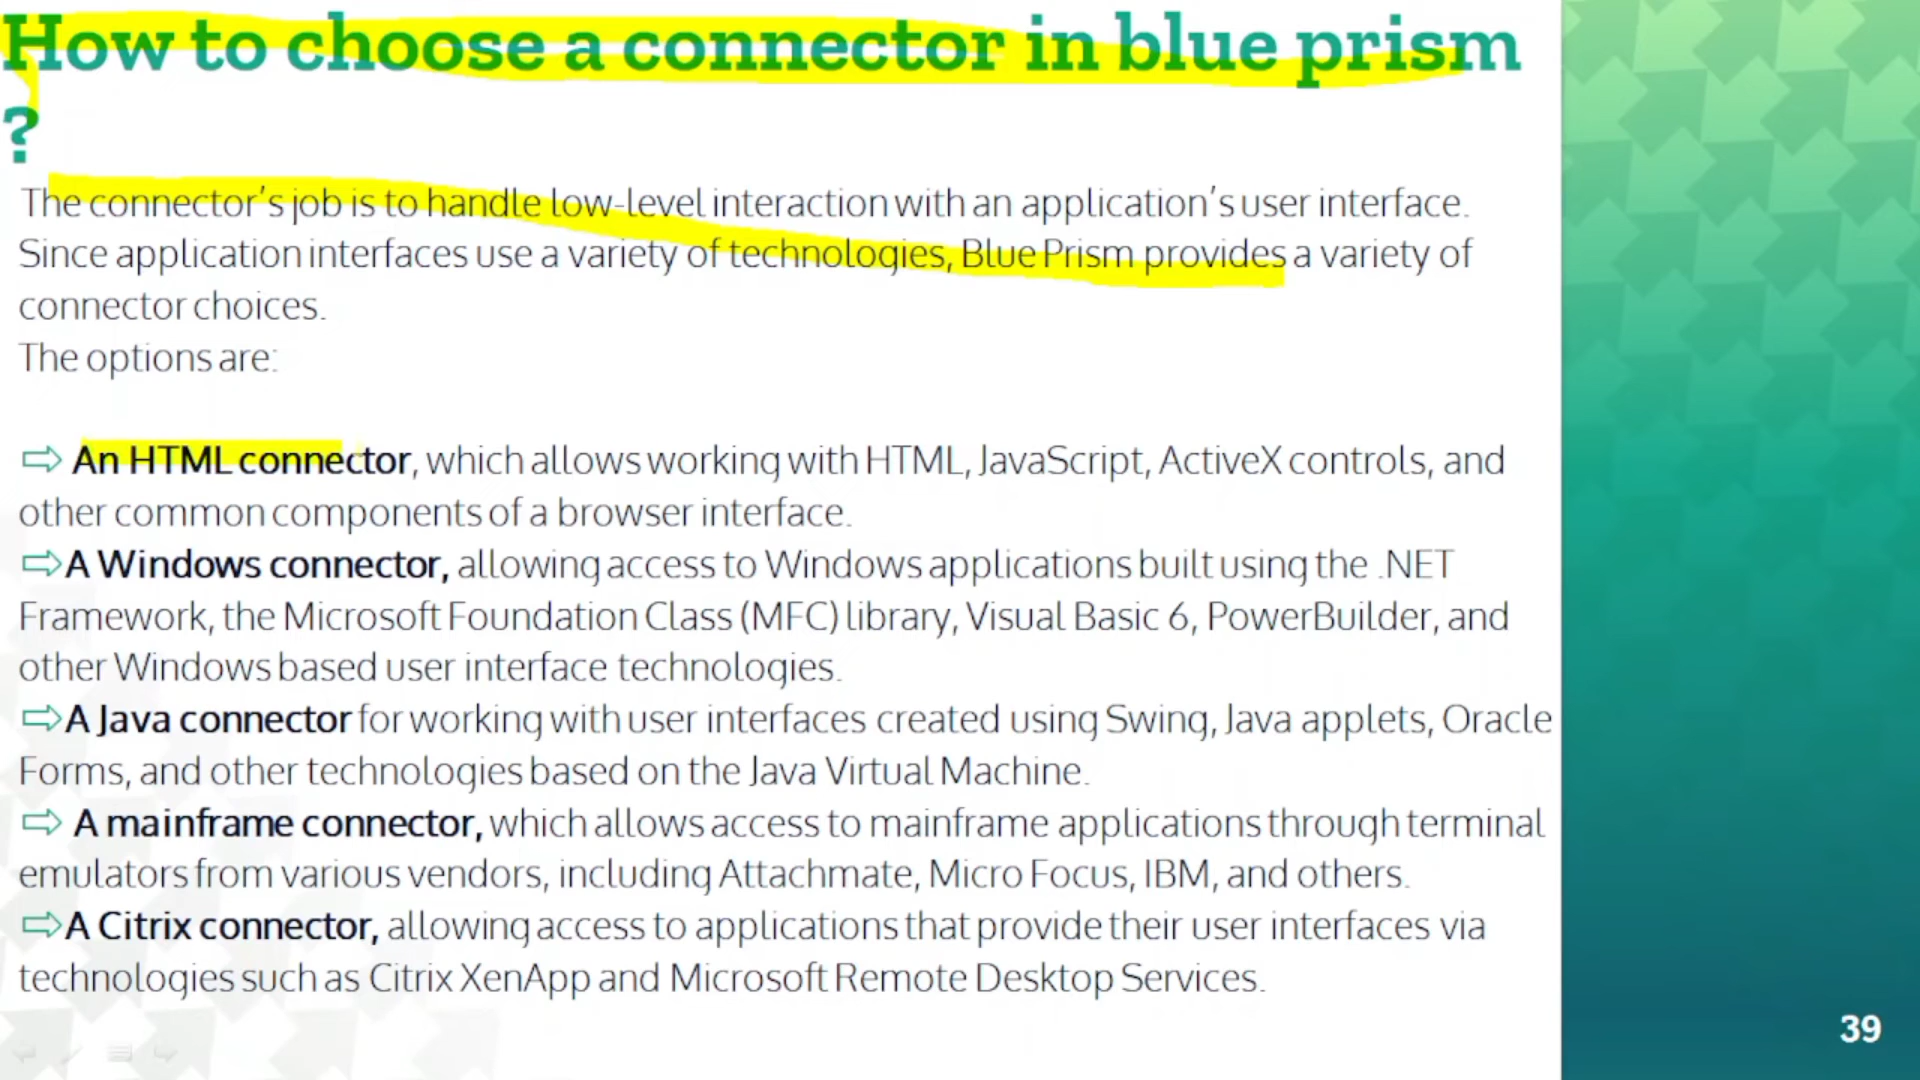 How to choose a connector in blue prism
?
The connector's job is to handle low-level interaction with an application's user interface.
Since application interfaces use a variety of technologies, Blue Prism provides a variety of
connector choices.
The options are:
⇨ An HTML connector, which allows working with HTML, JavaScript, ActiveX controls, and
other common components of a browser interface.
⇨A Windows connector, allowing access to Windows applications built using the .NET
Framework, the Microsoft Foundation Class (MFC) library, Visual Basic 6, PowerBuilder, and
other Windows based user interface technologies.
⇨A Java connector for working with user interfaces created using Swing, Java applets, Oracle
Forms, and other technologies based on the Java Virtual Machine.
⇨ A mainframe connector, which allows access to mainframe applications through terminal
emulators from various vendors, including Attachmate, Micro Focus, IBM, and others.
⇨A Citrix connector, allowing access to applications that provide their user interfaces via
technologies such as Citrix XenApp and Microsoft Remote Desktop Services.
39